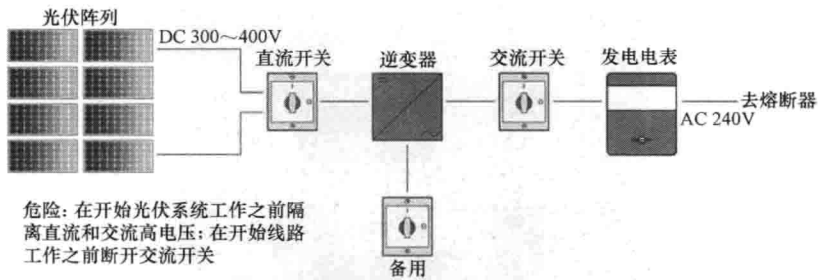 光伏阵列
DC 300～400V
直流开关
逆变器
交流开关
发电电表
去熔断器
AC 240V
备用
危险：在开始光伏系统工作之前隔
离直流和交流高电压；在开始线路
工作之前断开交流开关